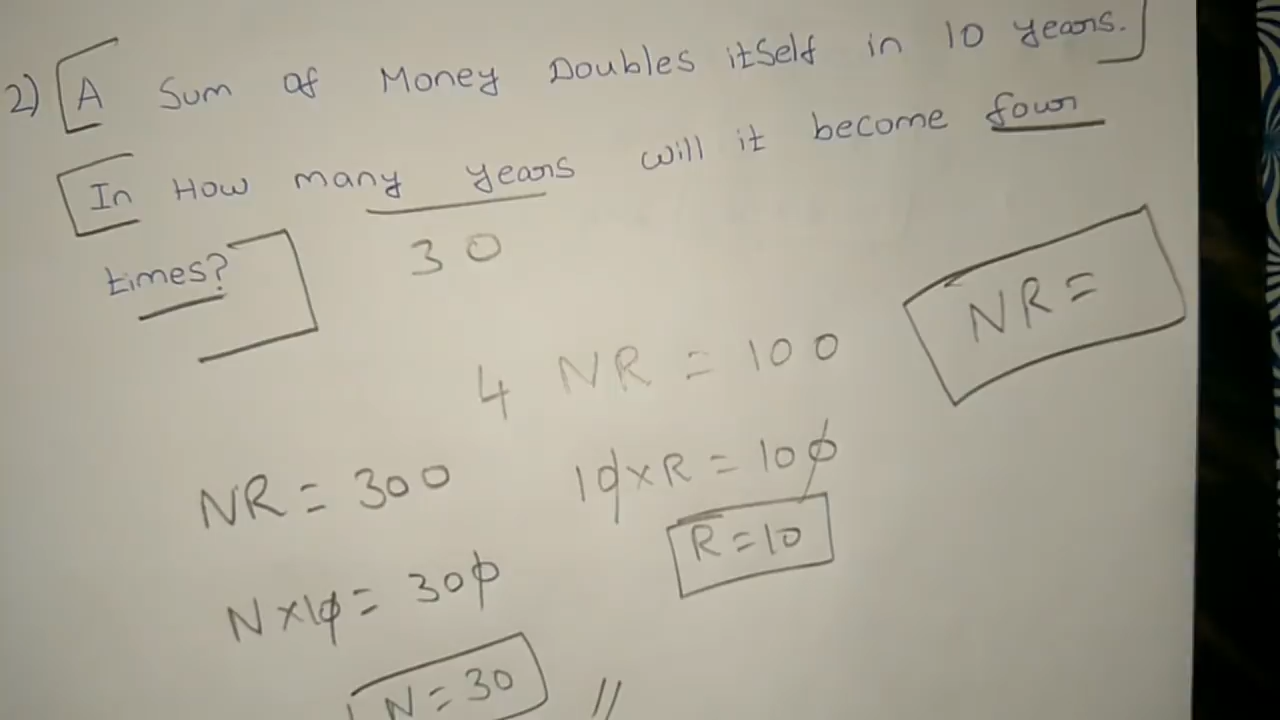 2) A Sum of Money Doubles itself in 10 years.
In How many years will it become four
times?
30
NR =
4 NR = 100
NR = 300
10 x R = 100
R = 10
N x 10 = 300
N = 30 //